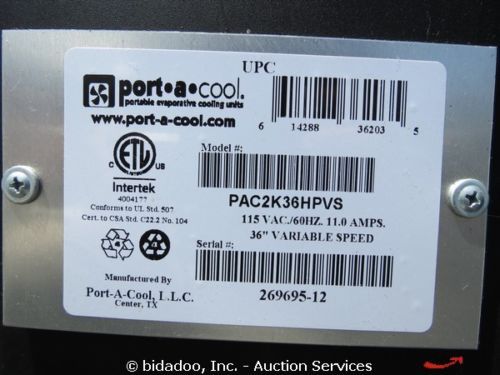 UPC
port•a•cool.
portable evaporative cooling units
www.port-a-cool.com
6 14288 36203 5
C ETL US
Intertek
4004177
Conforms to UL Std. 507
Cert. to CSA Std. C22.2 No. 104
Model #:
PAC2K36HPVS
115 VAC./60HZ. 11.0 AMPS.
36" VARIABLE SPEED
Serial #:
269695-12
Manufactured By
Port-A-Cool, L.L.C.
Center, TX
© bidadoo, Inc. - Auction Services